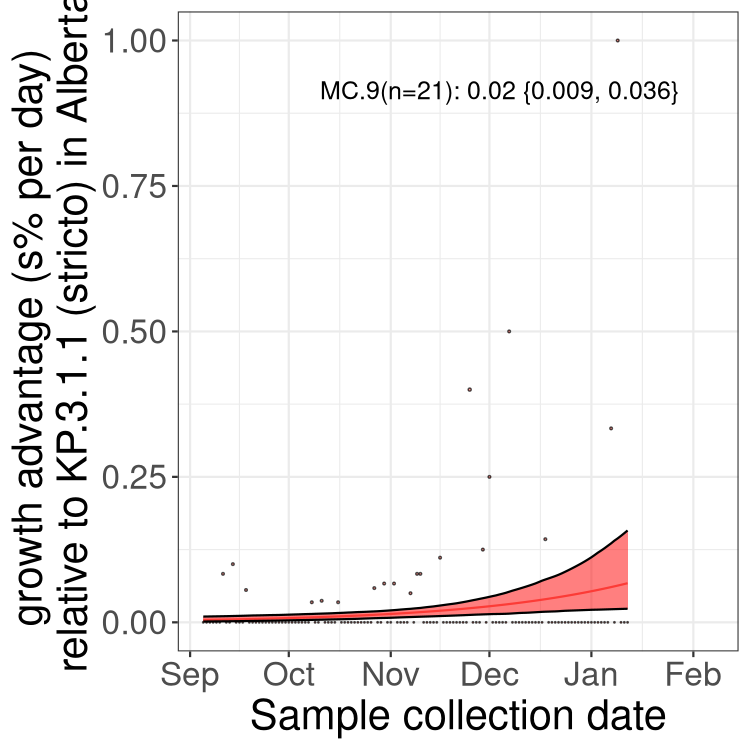 growth advantage (s% per day)
relative to KP.3.1.1 (stricto) in Alberta
1.00
0.75
0.50
0.25
0.00
MC.9(n=21): 0.02 {0.009, 0.036}
Sep Oct Nov Dec Jan Feb
Sample collection date